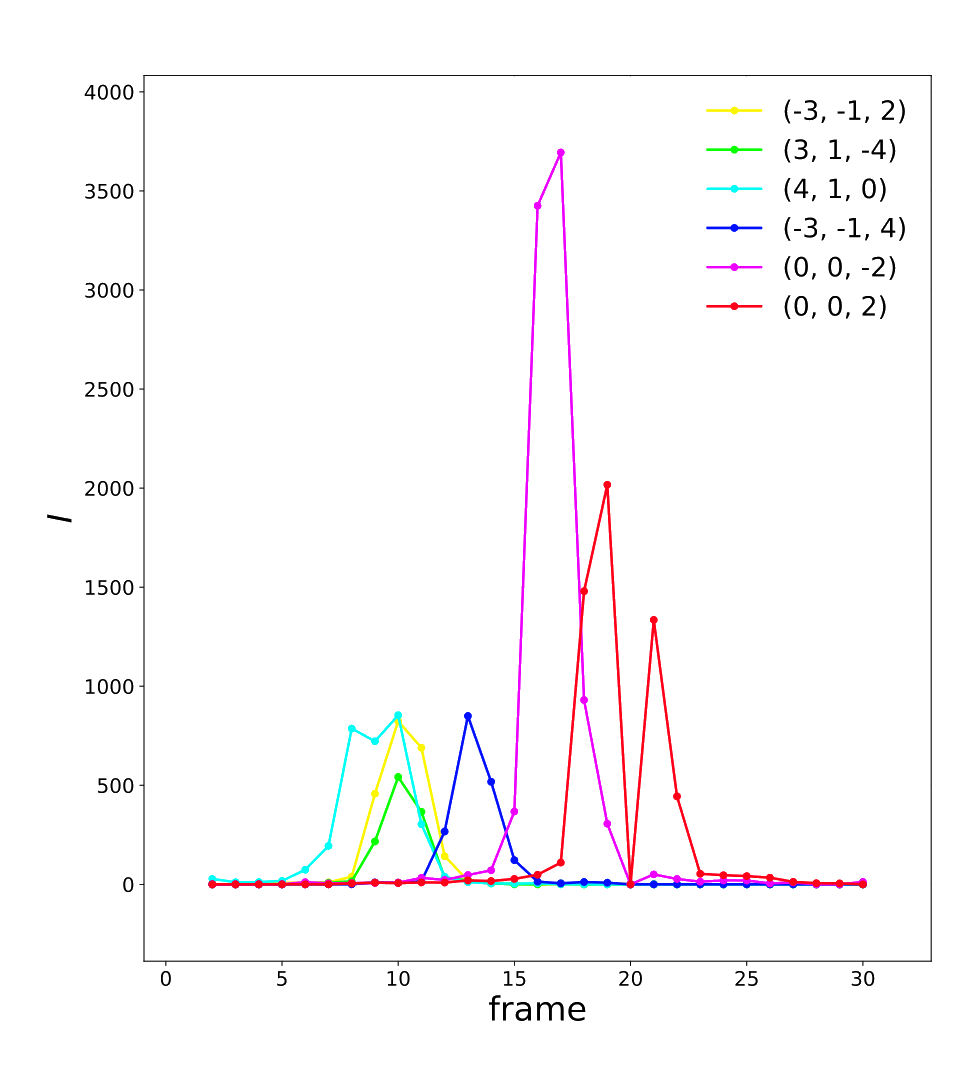 4000
3500
3000
2500
2000
1500
1000
500
0
I
0 5 10 15 20 25 30
frame
(-3, -1, 2)
(3, 1, -4)
(4, 1, 0)
(-3, -1, 4)
(0, 0, -2)
(0, 0, 2)